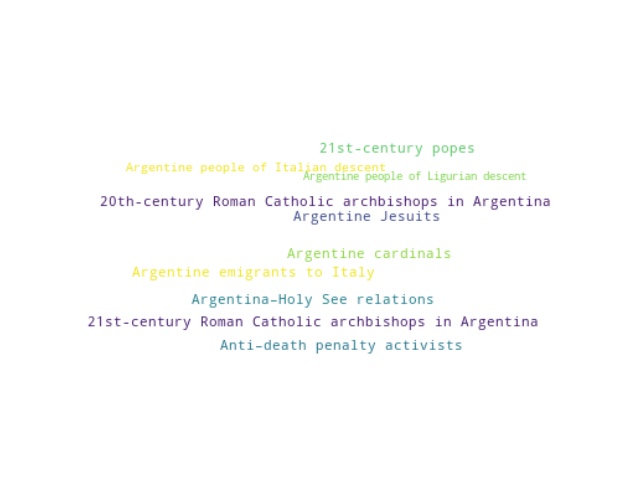 21st-century popes
Argentine people of Italian descent
Argentine people of Ligurian descent
20th-century Roman Catholic archbishops in Argentina
Argentine Jesuits
Argentine cardinals
Argentine emigrants to Italy
Argentina–Holy See relations
21st-century Roman Catholic archbishops in Argentina
Anti–death penalty activists